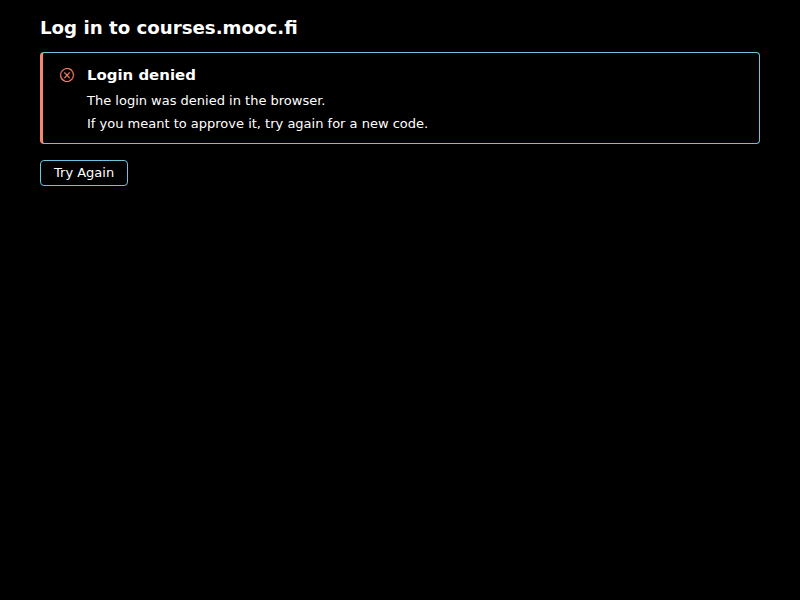 Log in to courses.mooc.fi
Login denied
The login was denied in the browser.
If you meant to approve it, try again for a new code.
Try Again